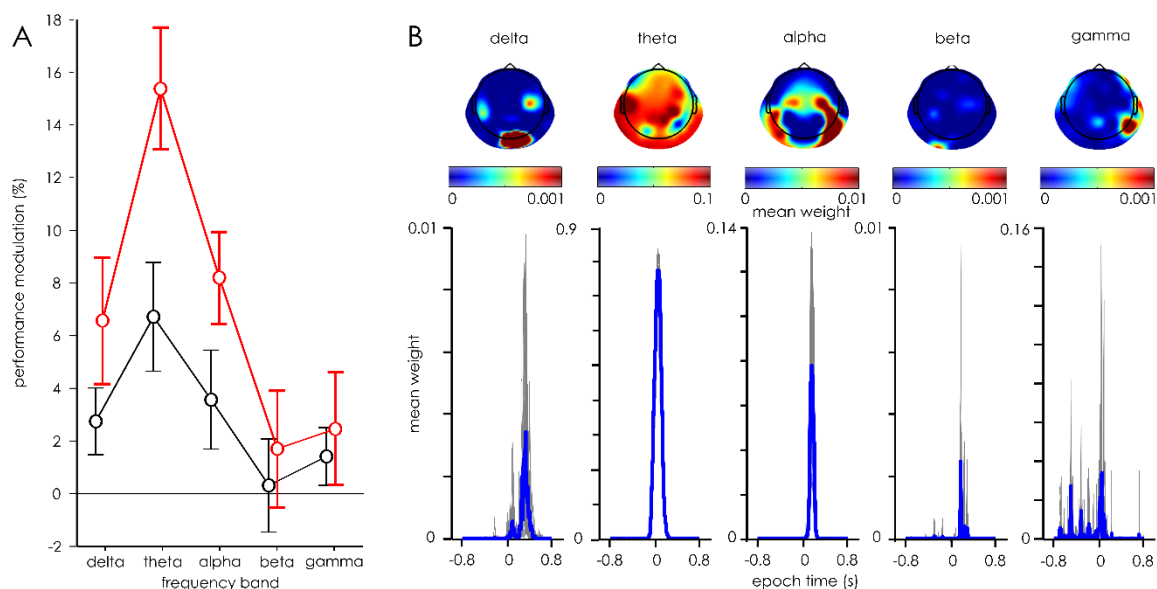 A
performance modulation (%)
18
16
14
12
10
8
6
4
2
0
-2
delta theta alpha beta gamma
frequency band
B
delta theta alpha beta gamma
0 0.001 0 0.1 0 0.01 0 0.001 0 0.001
mean weight
0.01 0.9 0.14 0.01 0.16
mean weight
0 0 0 0 0
-0.8 0 0.8 -0.8 0 0.8 -0.8 0 0.8 -0.8 0 0.8 -0.8 0 0.8
epoch time (s)